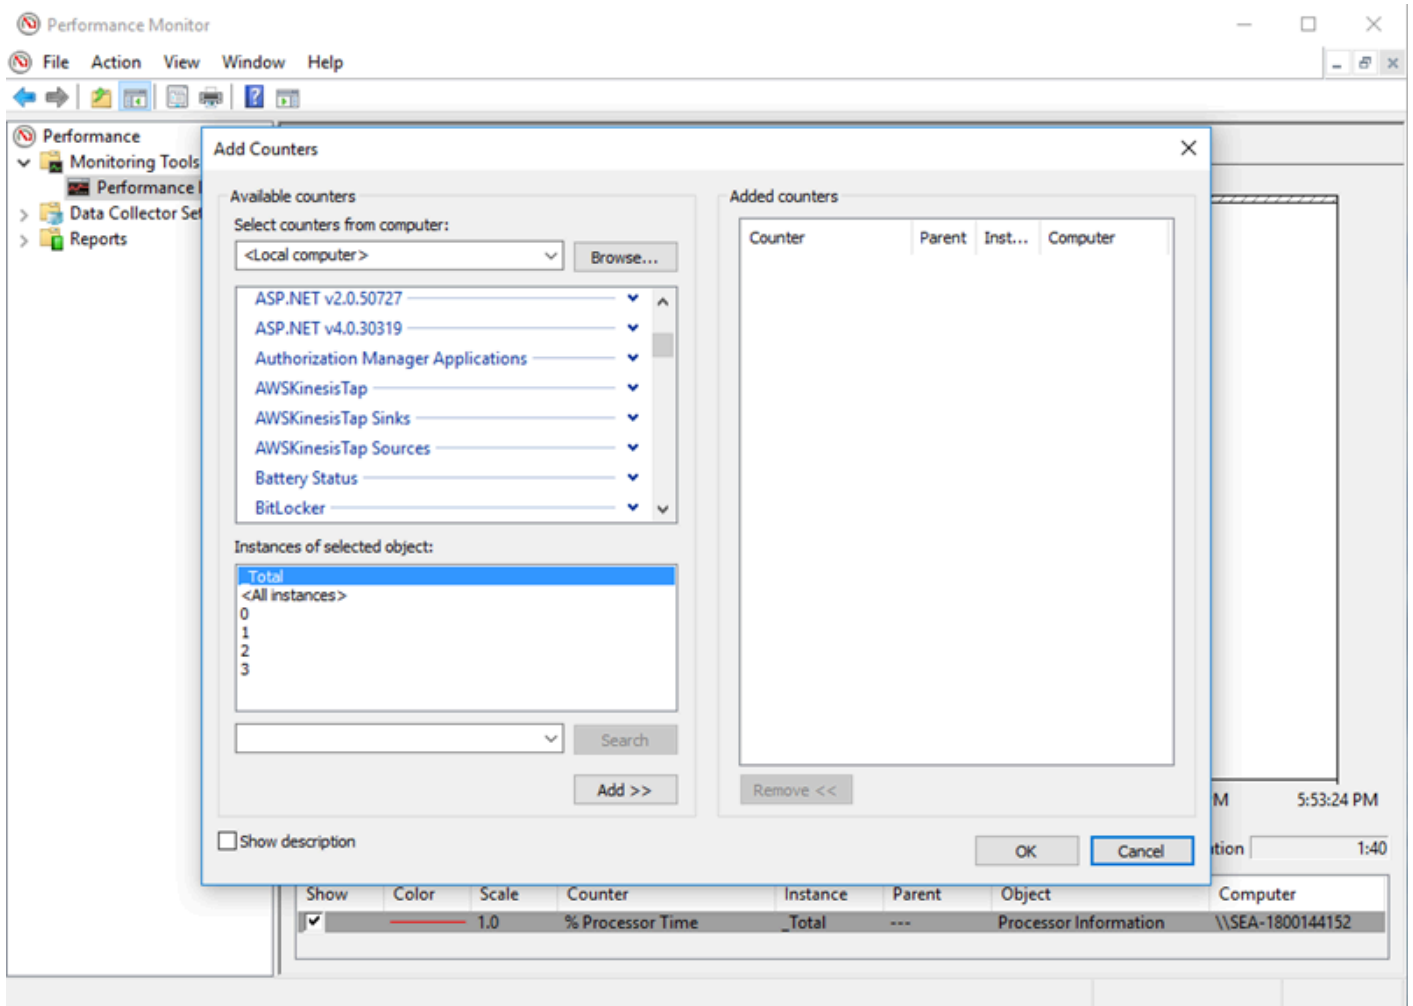 Performance Monitor
File Action View Window Help
Performance
Monitoring Tools
Performance
Data Collector Set
Reports
Add Counters
Available counters
Select counters from computer:
<Local computer>
Browse...
ASP.NET v2.0.50727
ASP.NET v4.0.30319
Authorization Manager Applications
AWSKinesisTap
AWSKinesisTap Sinks
AWSKinesisTap Sources
Battery Status
BitLocker
Instances of selected object:
_Total
<All instances>
0
1
2
3
Search
Add >>
Show description
Added counters
Counter Parent Inst... Computer
Remove <<
OK Cancel
M 5:53:24 PM
ation 1:40
Show Color Scale Counter Instance Parent Object Computer
1.0 % Processor Time _Total --- Processor Information \\SEA-1800144152